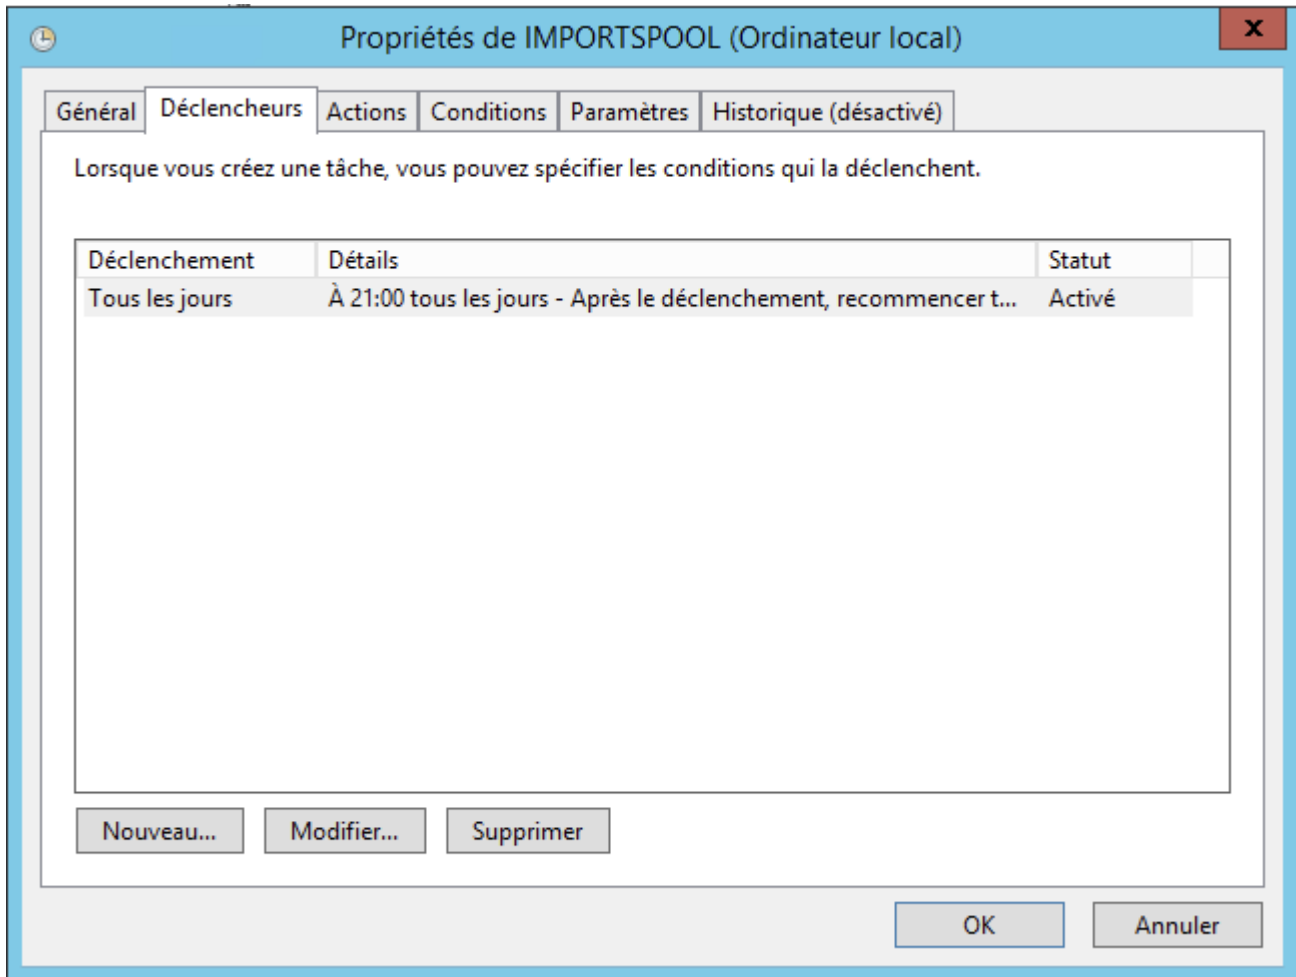 Propriétés de IMPORTSPOOL (Ordinateur local)
x
Général Déclencheurs Actions Conditions Paramètres Historique (désactivé)
Lorsque vous créez une tâche, vous pouvez spécifier les conditions qui la déclenchent.
Déclenchement Détails Statut
Tous les jours À 21:00 tous les jours - Après le déclenchement, recommencer t... Activé
Nouveau... Modifier... Supprimer
OK Annuler